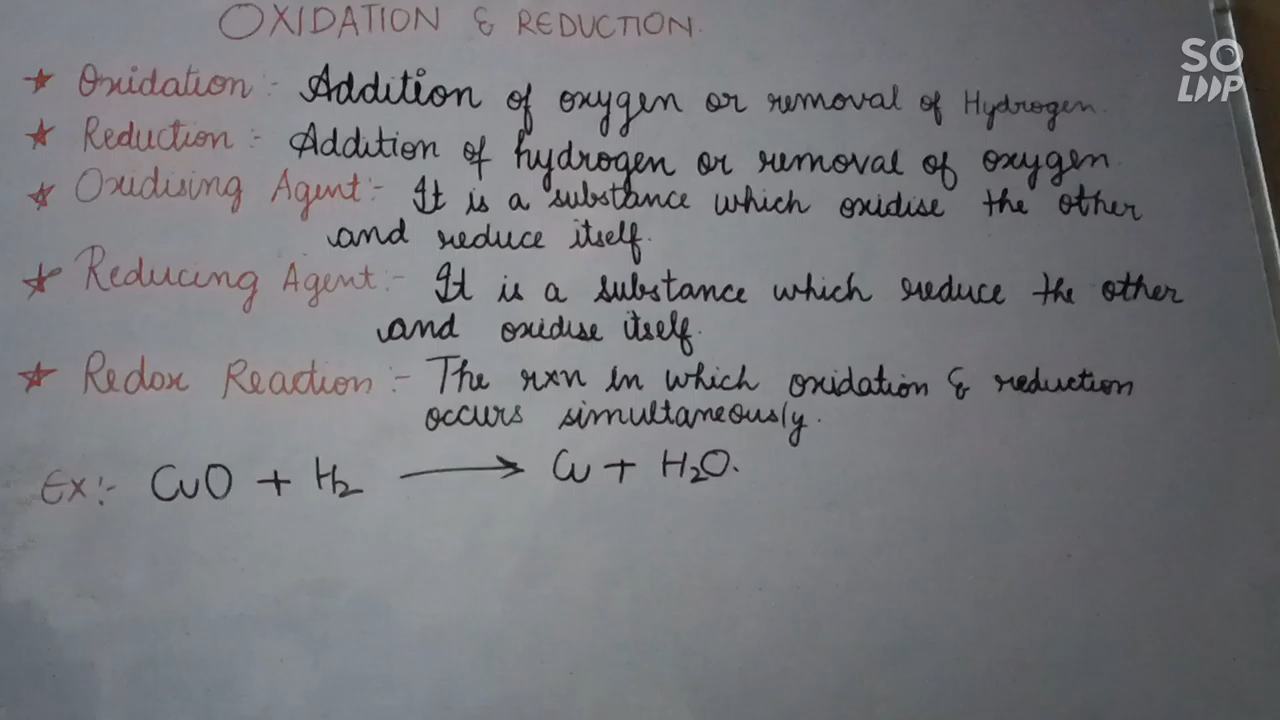 OXIDATION & REDUCTION.
SO
LOOP
★ Oxidation :- Addition of oxygen or removal of Hydrogen.
★ Reduction :- Addition of hydrogen or removal of oxygen
★ Oxidising Agent :- It is a substance which oxidise the other
and reduce itself.
★ Reducing Agent :- It is a substance which reduce the other
and oxidise itself.
★ Redox Reaction :- The rxn in which oxidation & reduction
occurs simultaneously.
Ex :- CuO + H₂ ⟶ Cu + H₂O.